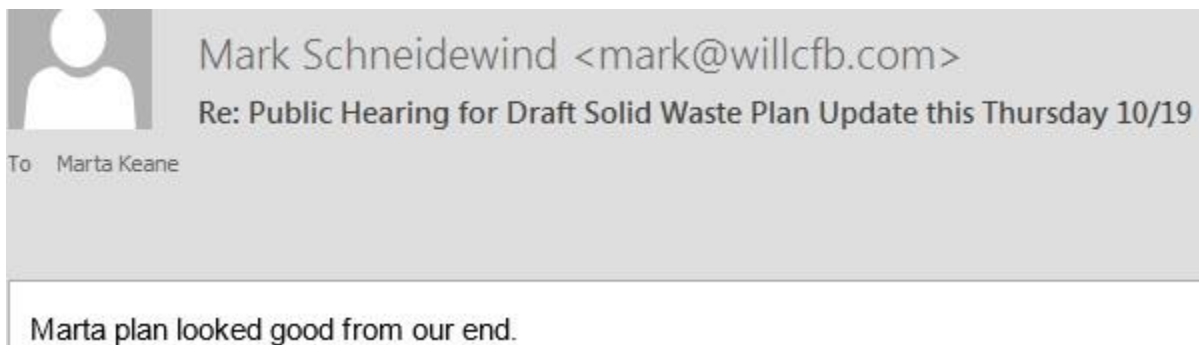 Mark Schneidewind <mark@willcfb.com>
Re: Public Hearing for Draft Solid Waste Plan Update this Thursday 10/19
To Marta Keane
Marta plan looked good from our end.